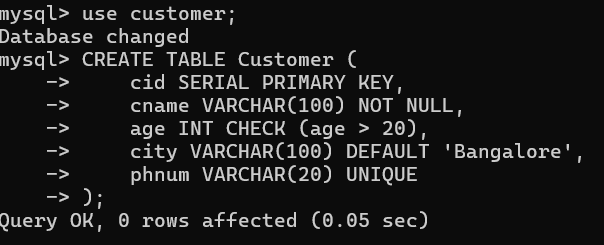 mysql> use customer;
Database changed
mysql> CREATE TABLE Customer (
    ->     cid SERIAL PRIMARY KEY,
    ->     cname VARCHAR(100) NOT NULL,
    ->     age INT CHECK (age > 20),
    ->     city VARCHAR(100) DEFAULT 'Bangalore',
    ->     phnum VARCHAR(20) UNIQUE
    -> );
Query OK, 0 rows affected (0.05 sec)